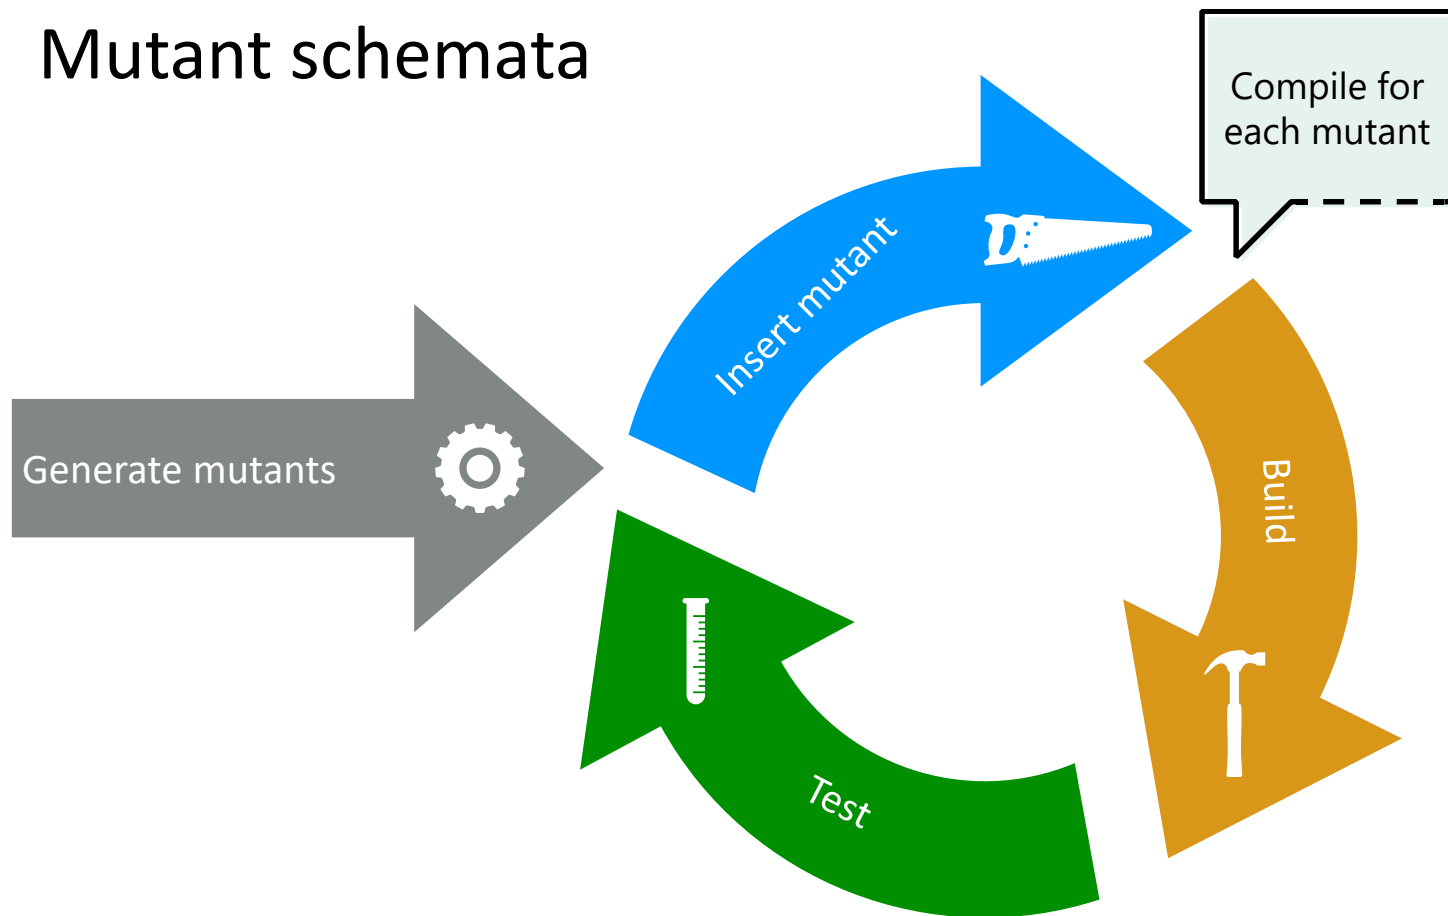 Mutant schemata
Compile for
each mutant
Insert mutant
Generate mutants
Build
Test